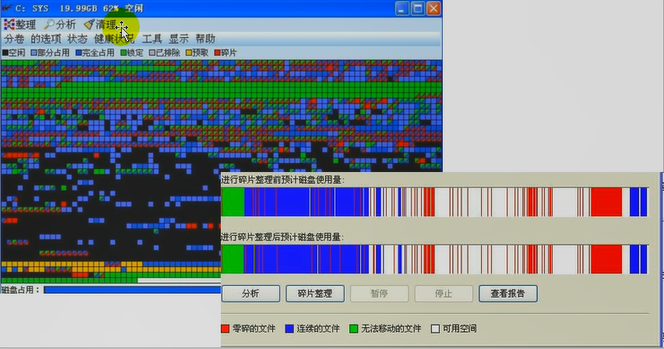 C: SYS 19.99GB 62% 空闲
整理 分析 清理
分卷 的选项 状态 健康状况 工具 显示 帮助
空闲 部分占用 完全占用 锁定 已排除 预取 碎片
磁盘占用：
进行碎片整理前预计磁盘使用量:
进行碎片整理后预计磁盘使用量:
分析 碎片整理 暂停 停止 查看报告
零碎的文件 连续的文件 无法移动的文件 可用空间